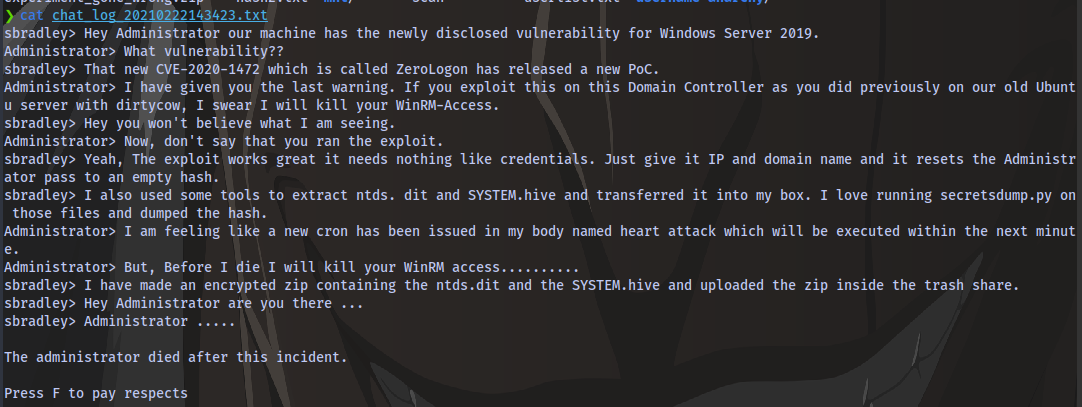 experiment_gone_wrong.zip hash2.txt mnt/ scan userlist.txt username-anarchy/
❯ cat chat_log_20210222143423.txt
sbradley> Hey Administrator our machine has the newly disclosed vulnerability for Windows Server 2019.
Administrator> What vulnerability??
sbradley> That new CVE-2020-1472 which is called ZeroLogon has released a new PoC.
Administrator> I have given you the last warning. If you exploit this on this Domain Controller as you did previously on our old Ubunt
u server with dirtycow, I swear I will kill your WinRM-Access.
sbradley> Hey you won't believe what I am seeing.
Administrator> Now, don't say that you ran the exploit.
sbradley> Yeah, The exploit works great it needs nothing like credentials. Just give it IP and domain name and it resets the Administr
ator pass to an empty hash.
sbradley> I also used some tools to extract ntds. dit and SYSTEM.hive and transferred it into my box. I love running secretsdump.py on
 those files and dumped the hash.
Administrator> I am feeling like a new cron has been issued in my body named heart attack which will be executed within the next minut
e.
Administrator> But, Before I die I will kill your WinRM access..........
sbradley> I have made an encrypted zip containing the ntds.dit and the SYSTEM.hive and uploaded the zip inside the trash share.
sbradley> Hey Administrator are you there ...
sbradley> Administrator .....
The administrator died after this incident.
Press F to pay respects